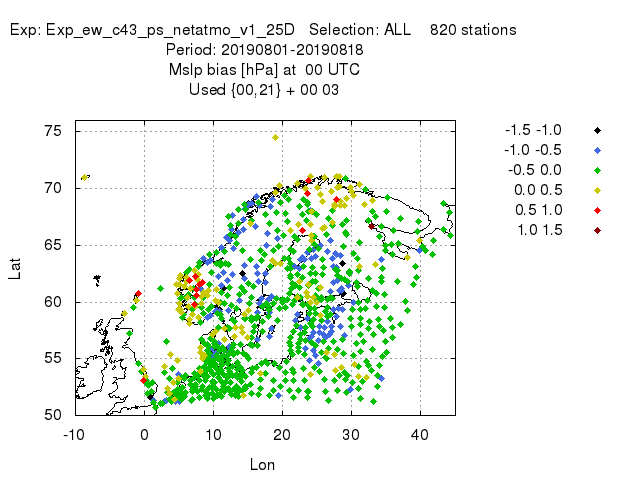 Exp: Exp_ew_c43_ps_netatmo_v1_25D   Selection: ALL    820 stations
Period: 20190801-20190818
Mslp bias [hPa] at  00 UTC
Used {00,21} + 00 03
-1.5 -1.0
-1.0 -0.5
-0.5 0.0
0.0 0.5
0.5 1.0
1.0 1.5
75
70
65
60
55
50
Lat
-10 0 10 20 30 40
Lon